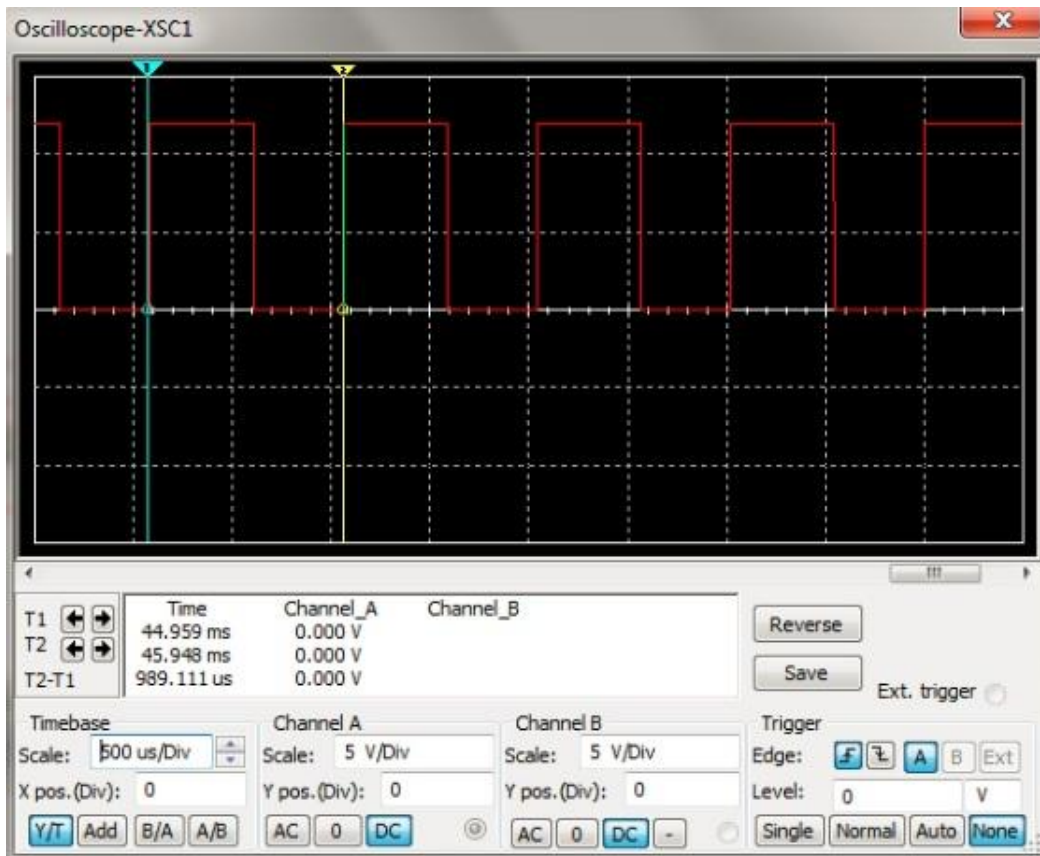 Oscilloscope-XSC1
x
1
2
T1
T2
T2-T1
Time Channel_A Channel_B
44.959 ms 0.000 V
45.948 ms 0.000 V
989.111 us 0.000 V
Reverse
Save
Ext. trigger
Timebase
Scale: 500 us/Div
X pos.(Div): 0
Y/T Add B/A A/B
Channel A
Scale: 5 V/Div
Y pos.(Div): 0
AC 0 DC
Channel B
Scale: 5 V/Div
Y pos.(Div): 0
AC 0 DC -
Trigger
Edge: A B Ext
Level: 0 V
Single Normal Auto None